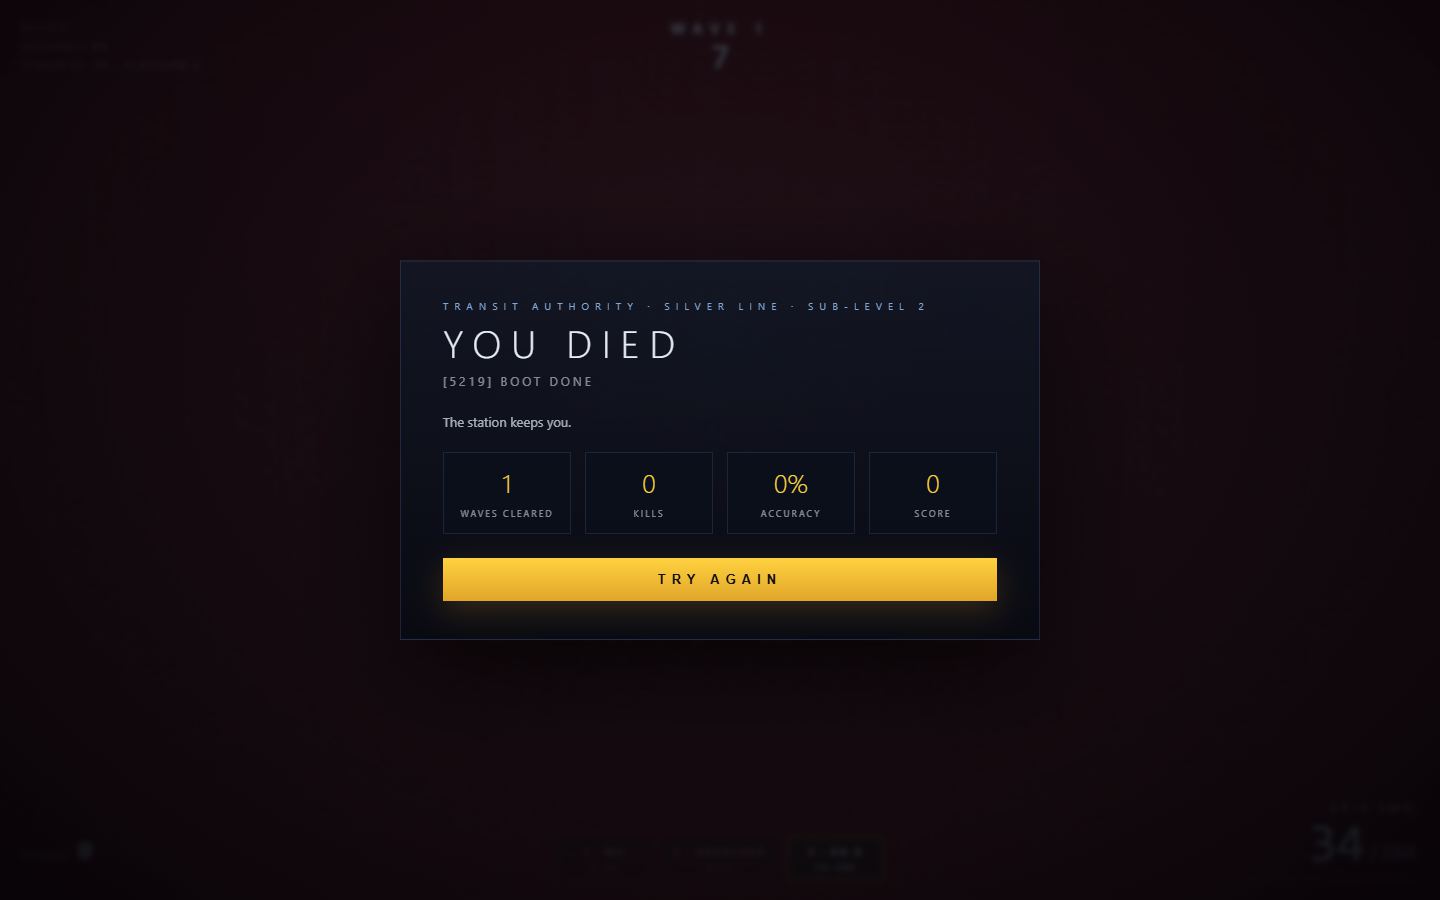 WAVE 1
7
TRANSIT AUTHORITY · SILVER LINE · SUB-LEVEL 2
YOU DIED
[5219] BOOT DONE
The station keeps you.
1
WAVES CLEARED
0
KILLS
0%
ACCURACY
0
SCORE
TRY AGAIN
0
34